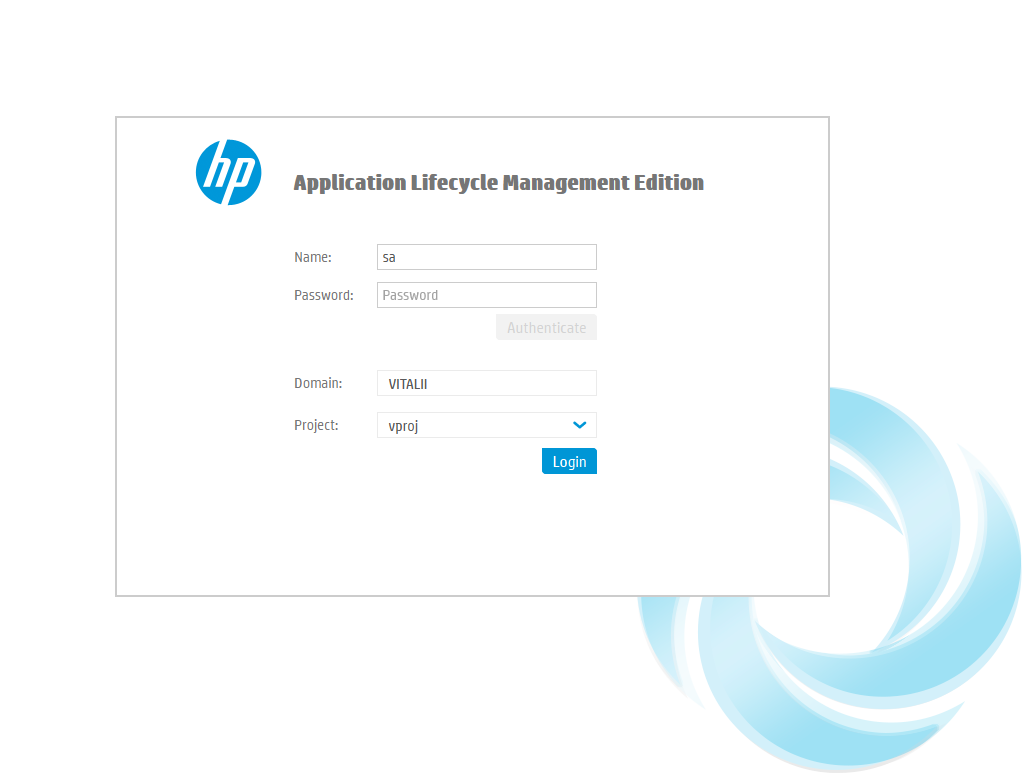 hp
Application Lifecycle Management Edition
Name: sa
Password: Password
Authenticate
Domain: VITALII
Project: vproj
Login